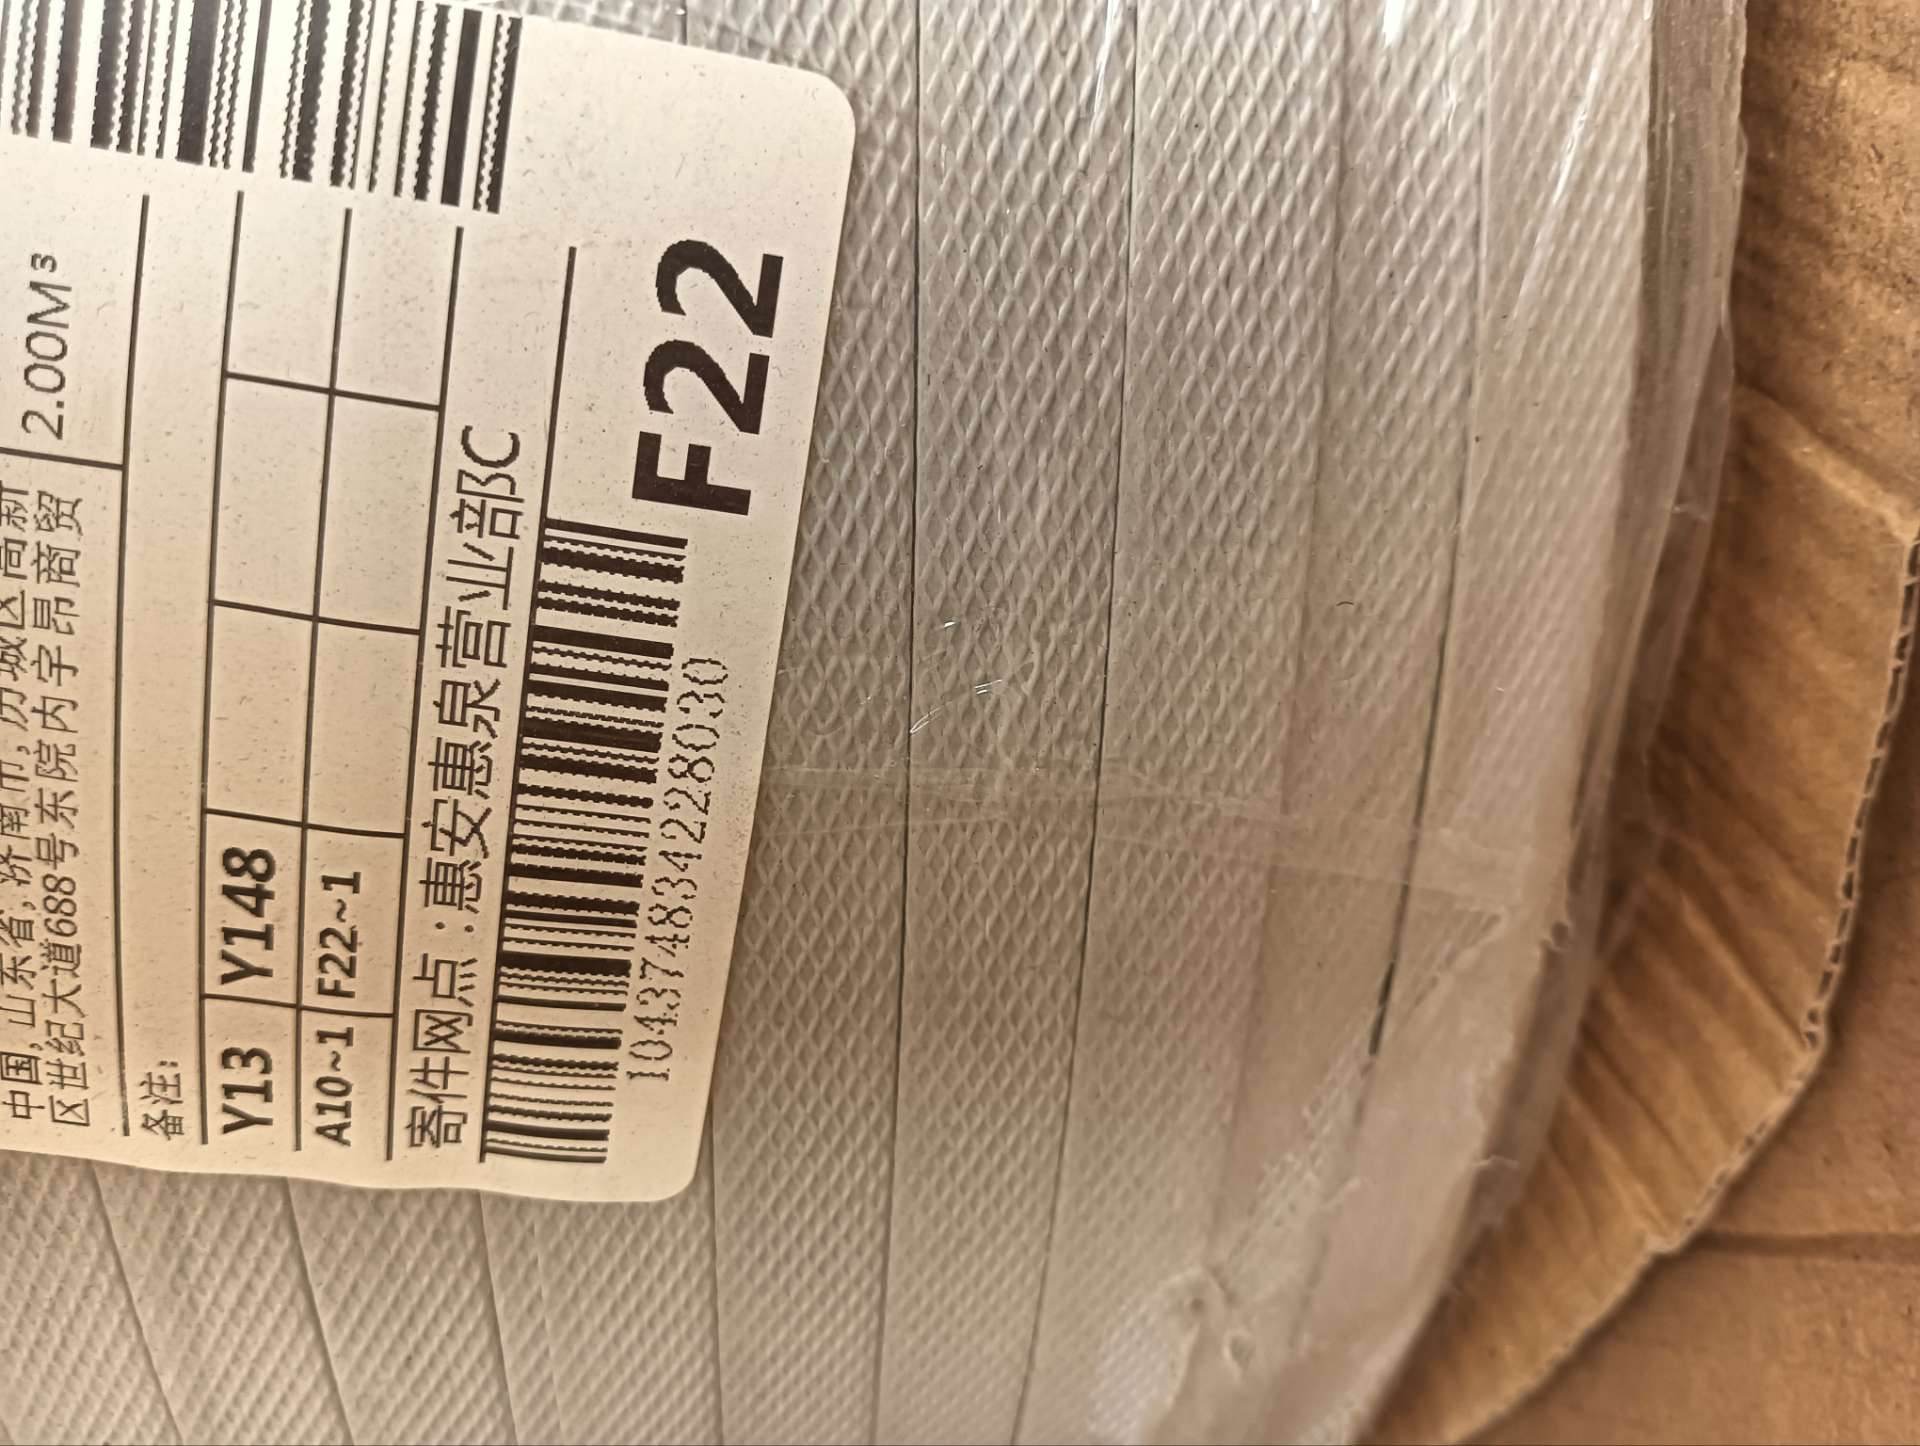 2.00M³
中国,山东省,济南市,历城区高新
区世纪大道688号东院内宇昂商贸
备注:
Y13 Y148
A10~1 F22~1
寄件网点:惠安惠泉营业部C
F22
104374834228030